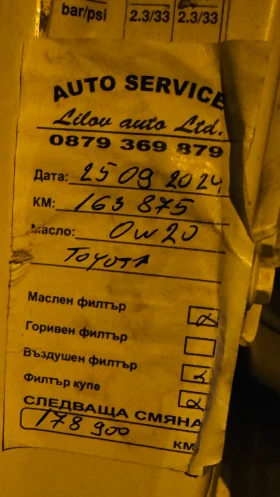 bar/psi 2.3/33 2.3/33
AUTO SERVICE
Lilov auto Ltd.
0879 369 879
Дата: 25 09 2024
КМ: 163 875
Масло: 0w20
Toyota
Маслен филтър
Горивен филтър
Въздушен филтър
Филтър купе
СЛЕДВАЩА СМЯНА
178 900 КМ